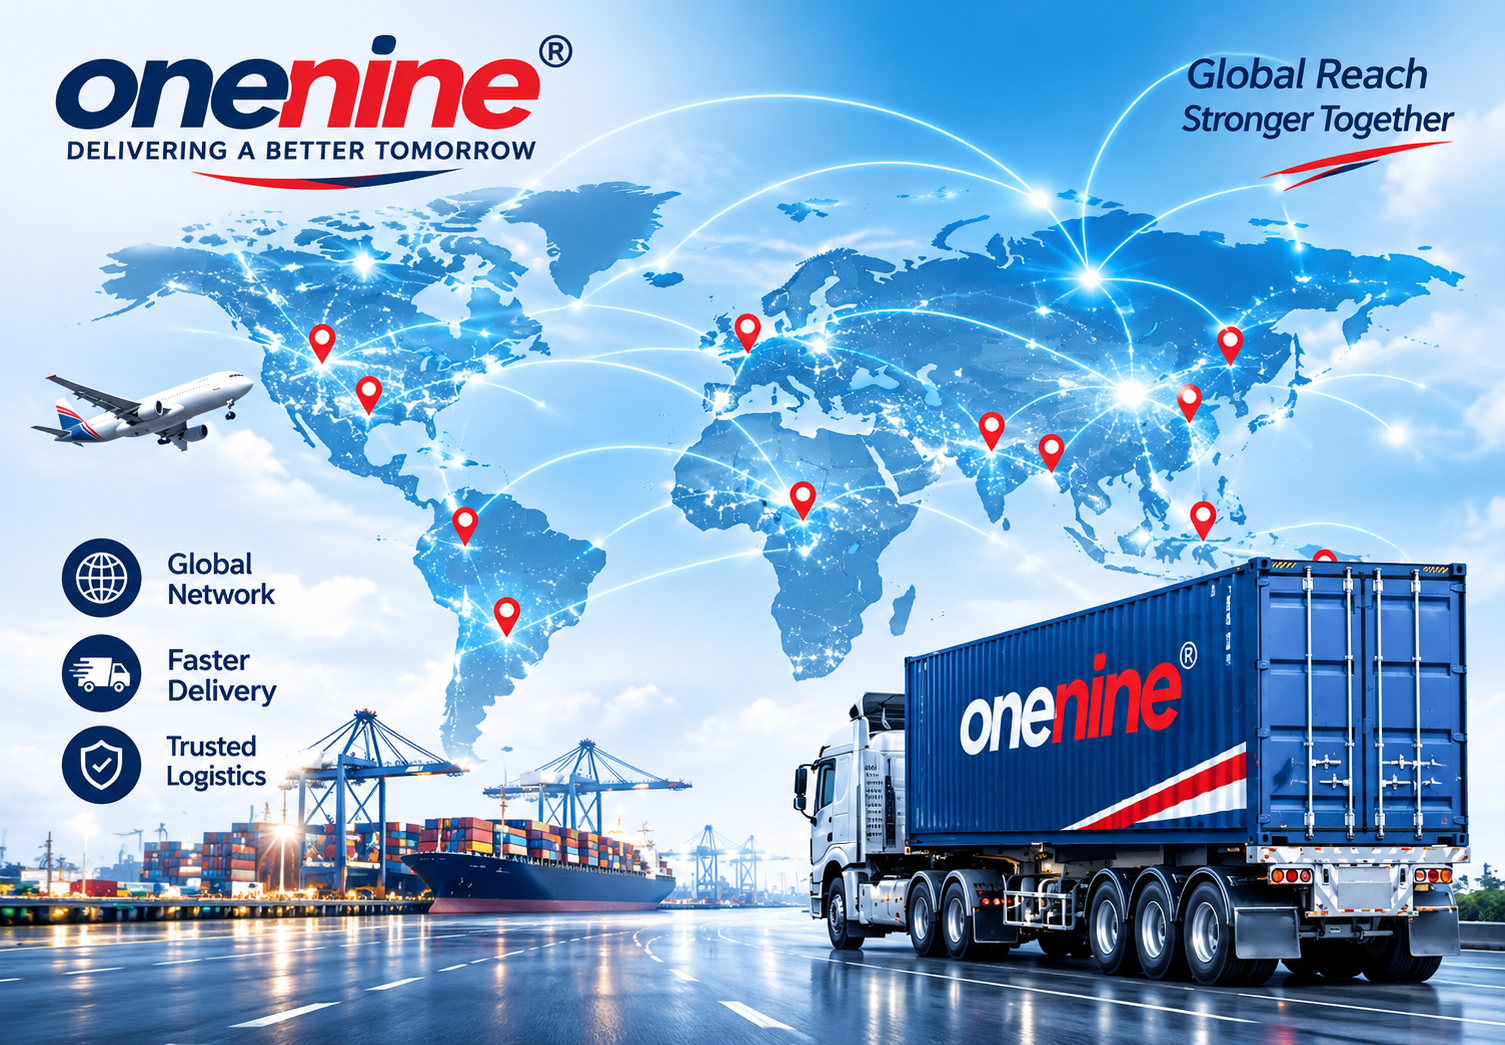 onenine®
DELIVERING A BETTER TOMORROW
Global Reach
Stronger Together
Global
Network
Faster
Delivery
Trusted
Logistics
onenine®